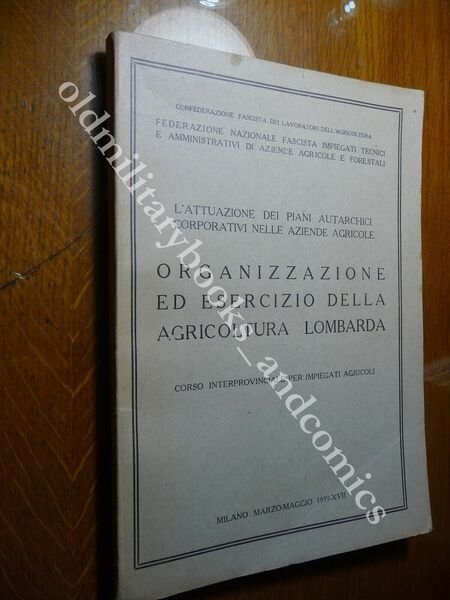 CONFEDERAZIONE FASCISTA DEI LAVORATORI DELL'AGRICOLTURA
FEDERAZIONE NAZIONALE FASCISTA IMPIEGATI TECNICI
E AMMINISTRATIVI DI AZIENDE AGRICOLE E FORESTALI
L'ATTUAZIONE DEI PIANI AUTARCHICI
CORPORATIVI NELLE AZIENDE AGRICOLE
ORGANIZZAZIONE
ED ESERCIZIO DELLA
AGRICOLTURA LOMBARDA
CORSO INTERPROVINCIALE PER IMPIEGATI AGRICOLI
MILANO MARZO-MAGGIO 1939-XVII
oldmilitarybooks_andcomics